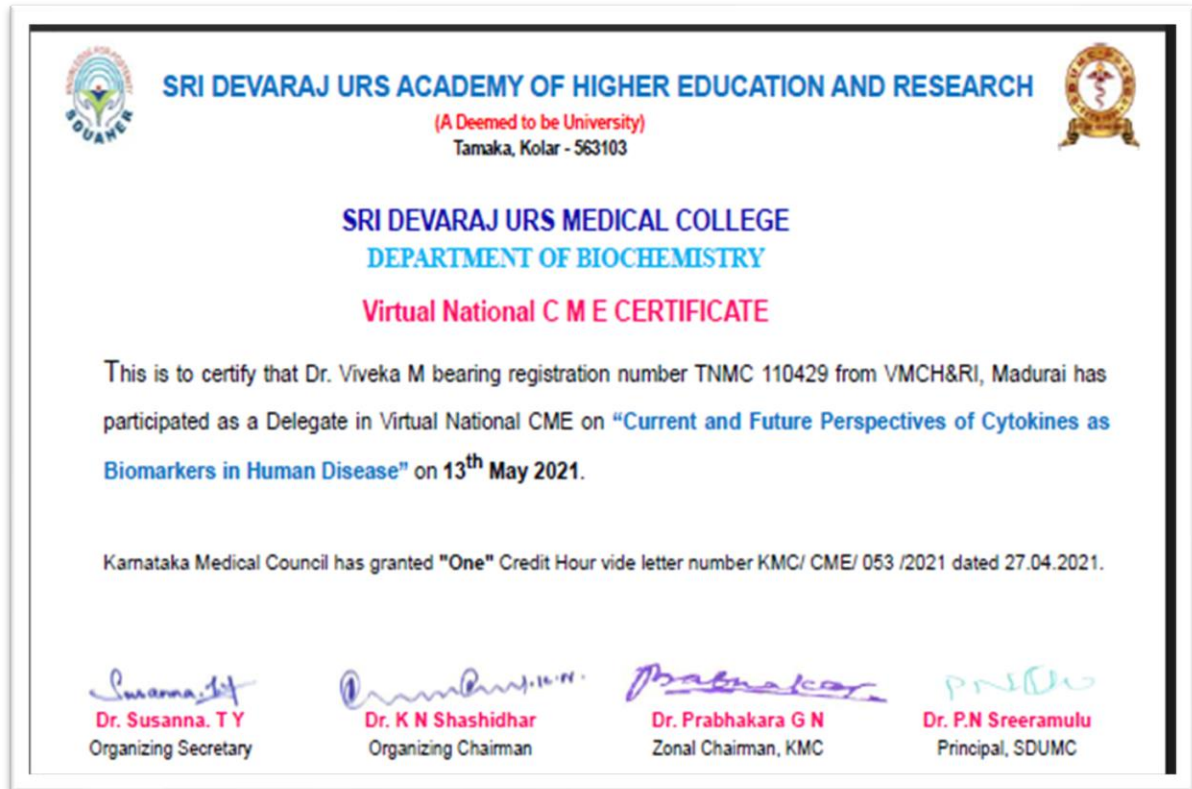 SRI DEVARAJ URS ACADEMY OF HIGHER EDUCATION AND RESEARCH
(A Deemed to be University)
Tamaka, Kolar - 563103
SDUAHER
SRI DEVARAJ URS MEDICAL COLLEGE
DEPARTMENT OF BIOCHEMISTRY
Virtual National C M E CERTIFICATE
This is to certify that Dr. Viveka M bearing registration number TNMC 110429 from VMCH&RI, Madurai has
participated as a Delegate in Virtual National CME on “Current and Future Perspectives of Cytokines as
Biomarkers in Human Disease” on 13th May 2021.
Karnataka Medical Council has granted "One" Credit Hour vide letter number KMC/ CME/ 053 /2021 dated 27.04.2021.
Susanna. T Y
Prabhakar
Dr. Susanna. T Y
Organizing Secretary
Dr. K N Shashidhar
Organizing Chairman
Dr. Prabhakara G N
Zonal Chairman, KMC
Dr. P.N Sreeramulu
Principal, SDUMC